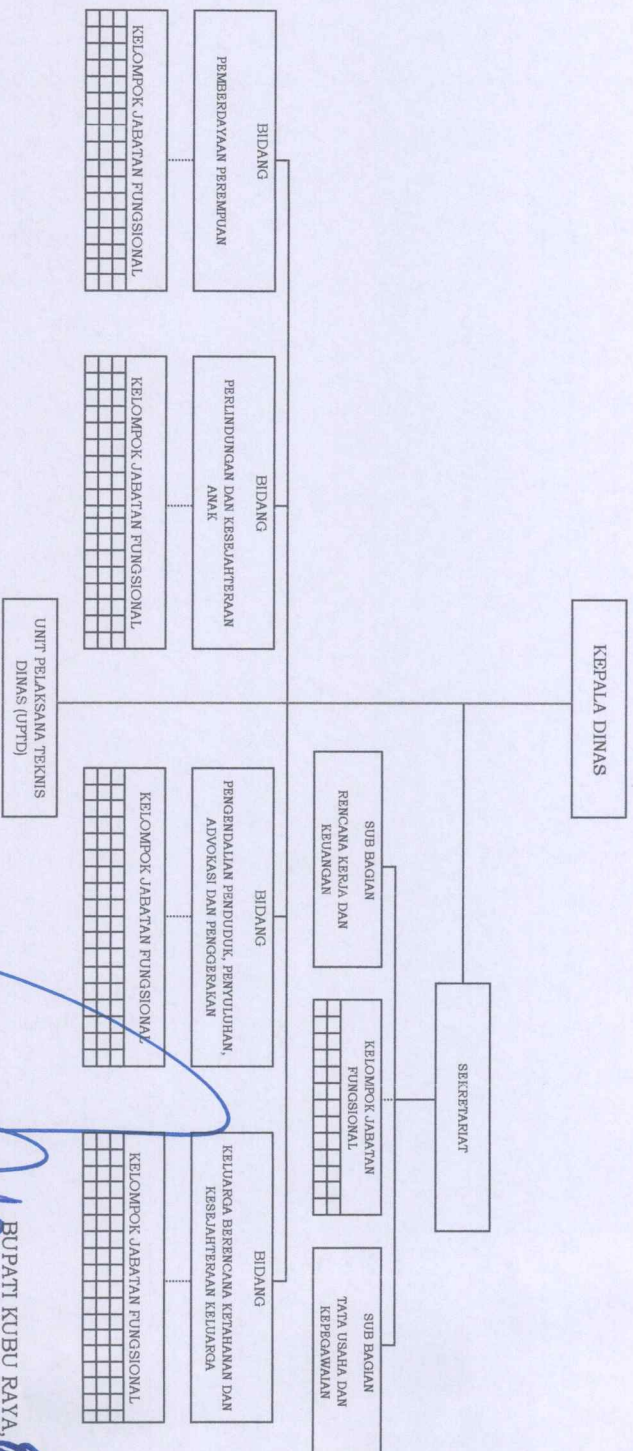 KEPALA DINAS
SEKRETARIAT
SUB BAGIAN
RENCANA KERJA DAN
KEUANGAN
KELOMPOK JABATAN
FUNGSIONAL
SUB BAGIAN
TATA USAHA DAN
KEPEGAWAIAN
BIDANG
PEMBERDAYAAN PEREMPUAN
BIDANG
PERLINDUNGAN DAN KESEJAHTERAAN
ANAK
BIDANG
PENGENDALIAN PENDUDUK, PENYULUHAN,
ADVOKASI DAN PENGGERAKAN
BIDANG
KELUARGA BERENCANA KETAHANAN DAN
KESEJAHTERAAN KELUARGA
KELOMPOK JABATAN FUNGSIONAL
KELOMPOK JABATAN FUNGSIONAL
KELOMPOK JABATAN FUNGSIONAL
KELOMPOK JABATAN FUNGSIONAL
UNIT PELAKSANA TEKNIS
DINAS (UPTD)
BUPATI KUBU RAYA,